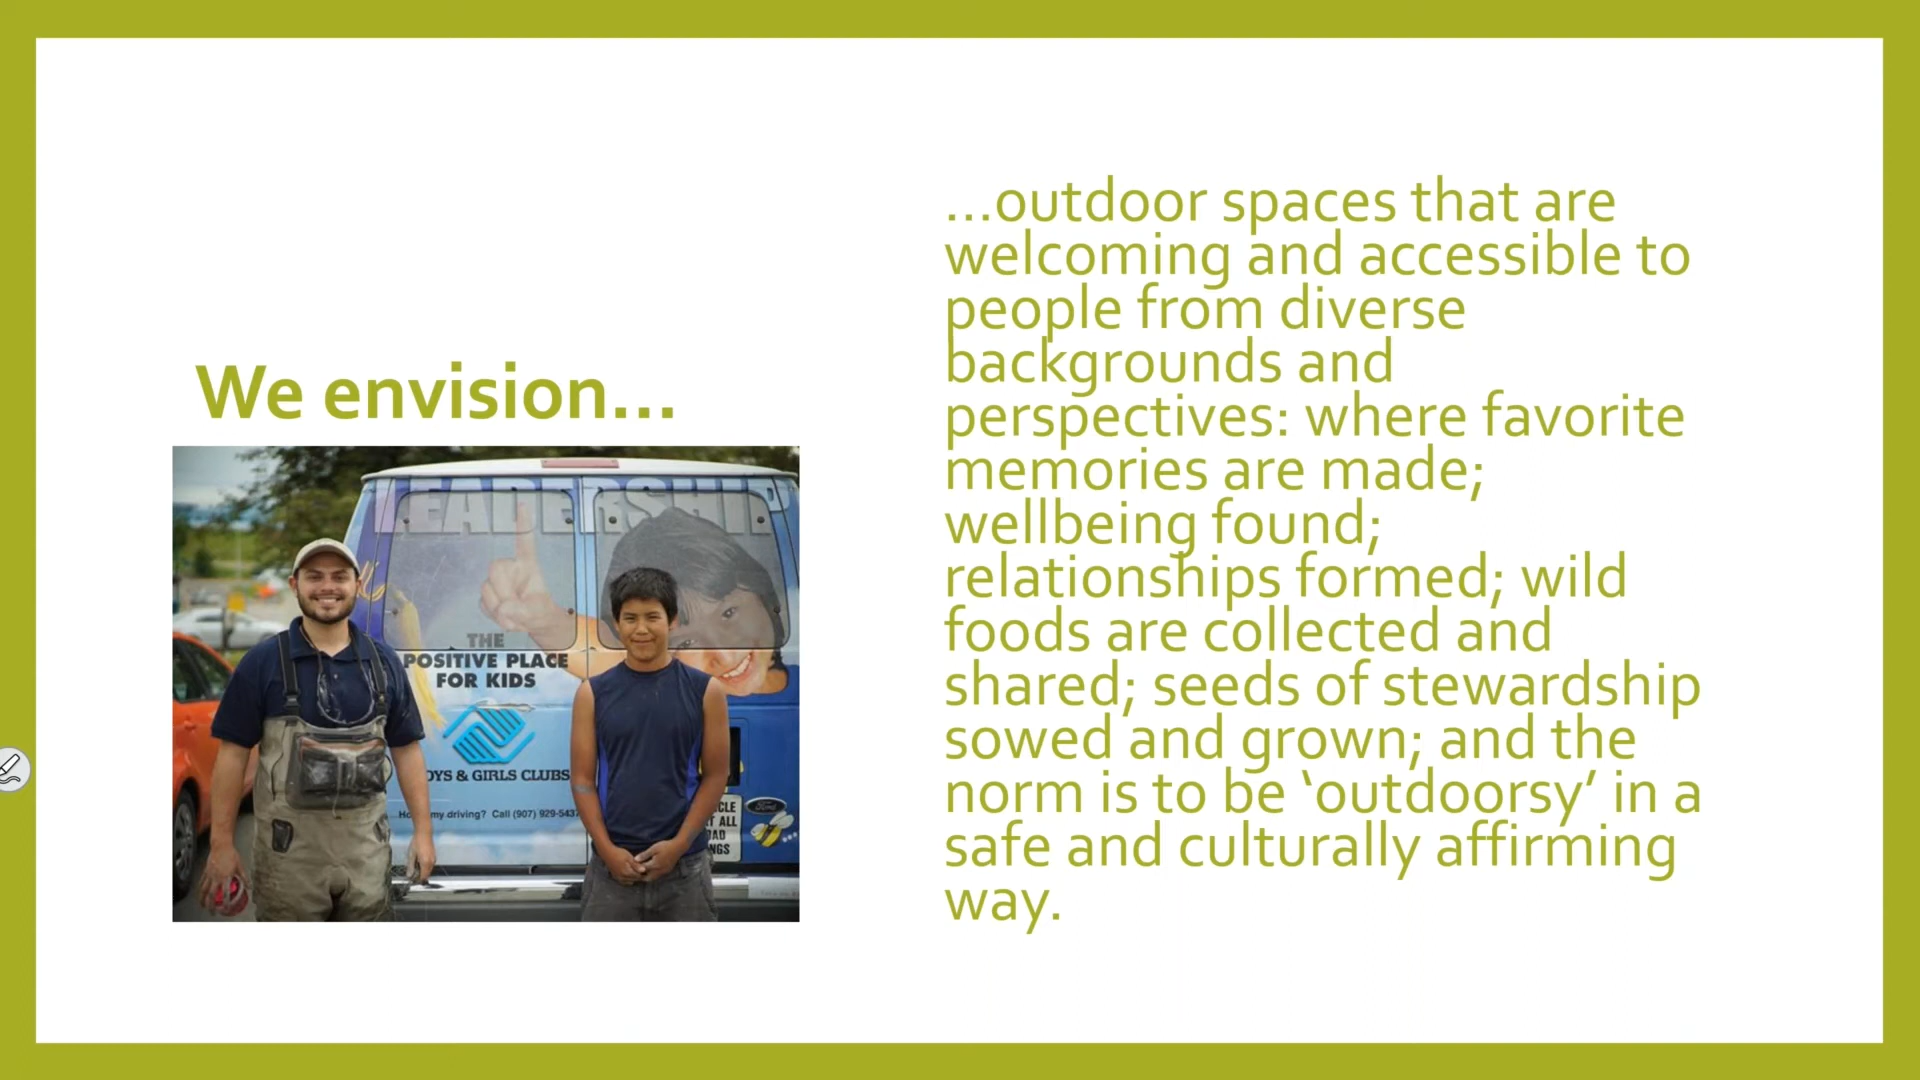 We envision...
LEADERSHIP
THE
POSITIVE PLACE
FOR KIDS
OYS & GIRLS CLUBS
my driving? Call (907) 929-543
Ford
...outdoor spaces that are
welcoming and accessible to
people from diverse
backgrounds and
perspectives: where favorite
memories are made;
wellbeing found;
relationships formed; wild
foods are collected and
shared; seeds of stewardship
sowed and grown; and the
norm is to be ‘outdoorsy’ in a
safe and culturally affirming
way.